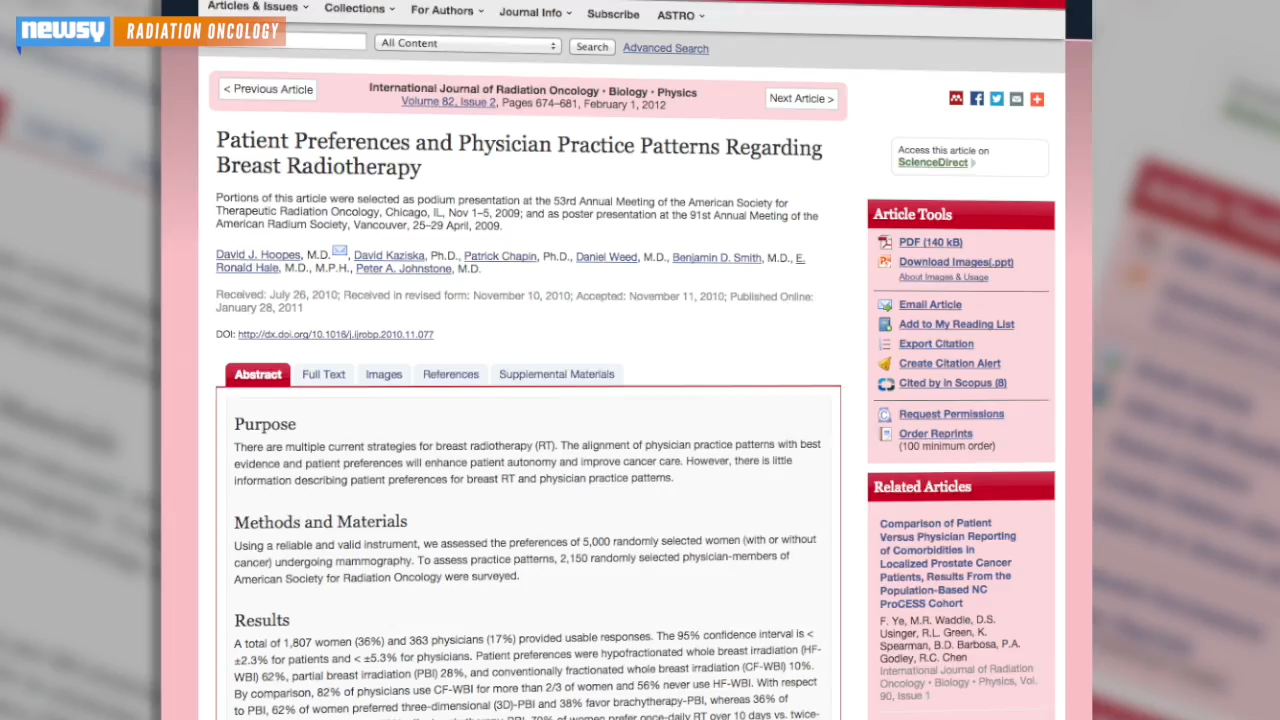 newsy RADIATION ONCOLOGY
Articles & Issues Collections For Authors Journal Info Subscribe ASTRO
All Content Search Advanced Search
< Previous Article
International Journal of Radiation Oncology • Biology • Physics
Volume 82, Issue 2, Pages 674–681, February 1, 2012
Next Article >
Patient Preferences and Physician Practice Patterns Regarding
Breast Radiotherapy
Portions of this article were selected as podium presentation at the 53rd Annual Meeting of the American Society for
Therapeutic Radiation Oncology, Chicago, IL, Nov 1–5, 2009; and as poster presentation at the 91st Annual Meeting of the
American Radium Society, Vancouver, 25–29 April, 2009.
David J. Hoopes, M.D. , David Kaziska, Ph.D., Patrick Chapin, Ph.D., Daniel Weed, M.D., Benjamin D. Smith, M.D., E.
Ronald Hale, M.D., M.P.H., Peter A. Johnstone, M.D.
Received: July 26, 2010; Received in revised form: November 10, 2010; Accepted: November 11, 2010; Published Online:
January 28, 2011
DOI: http://dx.doi.org/10.1016/j.ijrobp.2010.11.077
Abstract Full Text Images References Supplemental Materials
Purpose
There are multiple current strategies for breast radiotherapy (RT). The alignment of physician practice patterns with best
evidence and patient preferences will enhance patient autonomy and improve cancer care. However, there is little
information describing patient preferences for breast RT and physician practice patterns.
Methods and Materials
Using a reliable and valid instrument, we assessed the preferences of 5,000 randomly selected women (with or without
cancer) undergoing mammography. To assess practice patterns, 2,150 randomly selected physician-members of
American Society for Radiation Oncology were surveyed.
Results
A total of 1,807 women (36%) and 363 physicians (17%) provided usable responses. The 95% confidence interval is <
±2.3% for patients and < ±5.3% for physicians. Patient preferences were hypofractionated whole breast irradiation (HF-
WBI) 62%, partial breast irradiation (PBI) 28%, and conventionally fractionated whole breast irradiation (CF-WBI) 10%.
By comparison, 82% of physicians use CF-WBI for more than 2/3 of women and 56% never use HF-WBI. With respect
to PBI, 62% of women preferred three-dimensional (3D)-PBI and 38% favor brachytherapy-PBI, whereas 36% of
Access this article on
ScienceDirect
Article Tools
PDF (140 kB)
Download Images(.ppt)
About Images & Usage
Email Article
Add to My Reading List
Export Citation
Create Citation Alert
Cited by in Scopus (8)
Request Permissions
Order Reprints
(100 minimum order)
Related Articles
Comparison of Patient
Versus Physician Reporting
of Comorbidities in
Localized Prostate Cancer
Patients, Results From the
Population-Based NC
ProCESS Cohort
F. Ye, M.R. Waddle, D.S.
Usinger, R.L. Green, K.
Spearman, B.D. Barbosa, P.A.
Godley, R.C. Chen
International Journal of Radiation
Oncology • Biology • Physics, Vol.
90, Issue 1